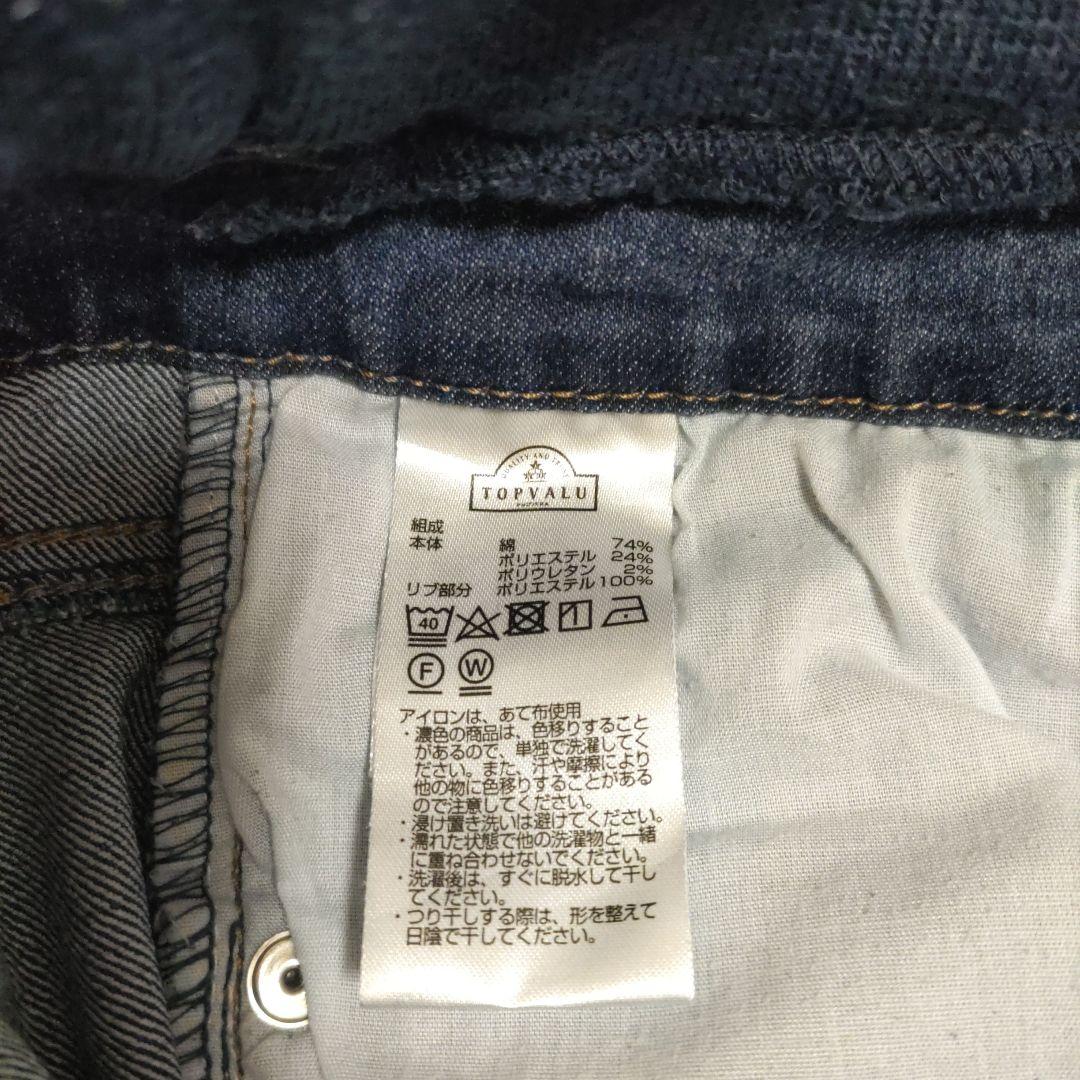 QUALITY AND TRUST
TOPVALU
トップバリュ
組成
本体 綿 74%
ポリエステル 24%
ポリウレタン 2%
リブ部分 ポリエステル 100%
40
F W
アイロンは、あて布使用
・濃色の商品は、色移りすること
があるので、単独で洗濯してく
ださい。また、汗や摩擦により
他の物に色移りすることがある
ので注意してください。
・浸け置き洗いは避けてください。
・濡れた状態で他の洗濯物と一緒
に重ね合わせないでください。
・洗濯後は、すぐに脱水して干し
てください。
・つり干しする際は、形を整えて
日陰で干してください。